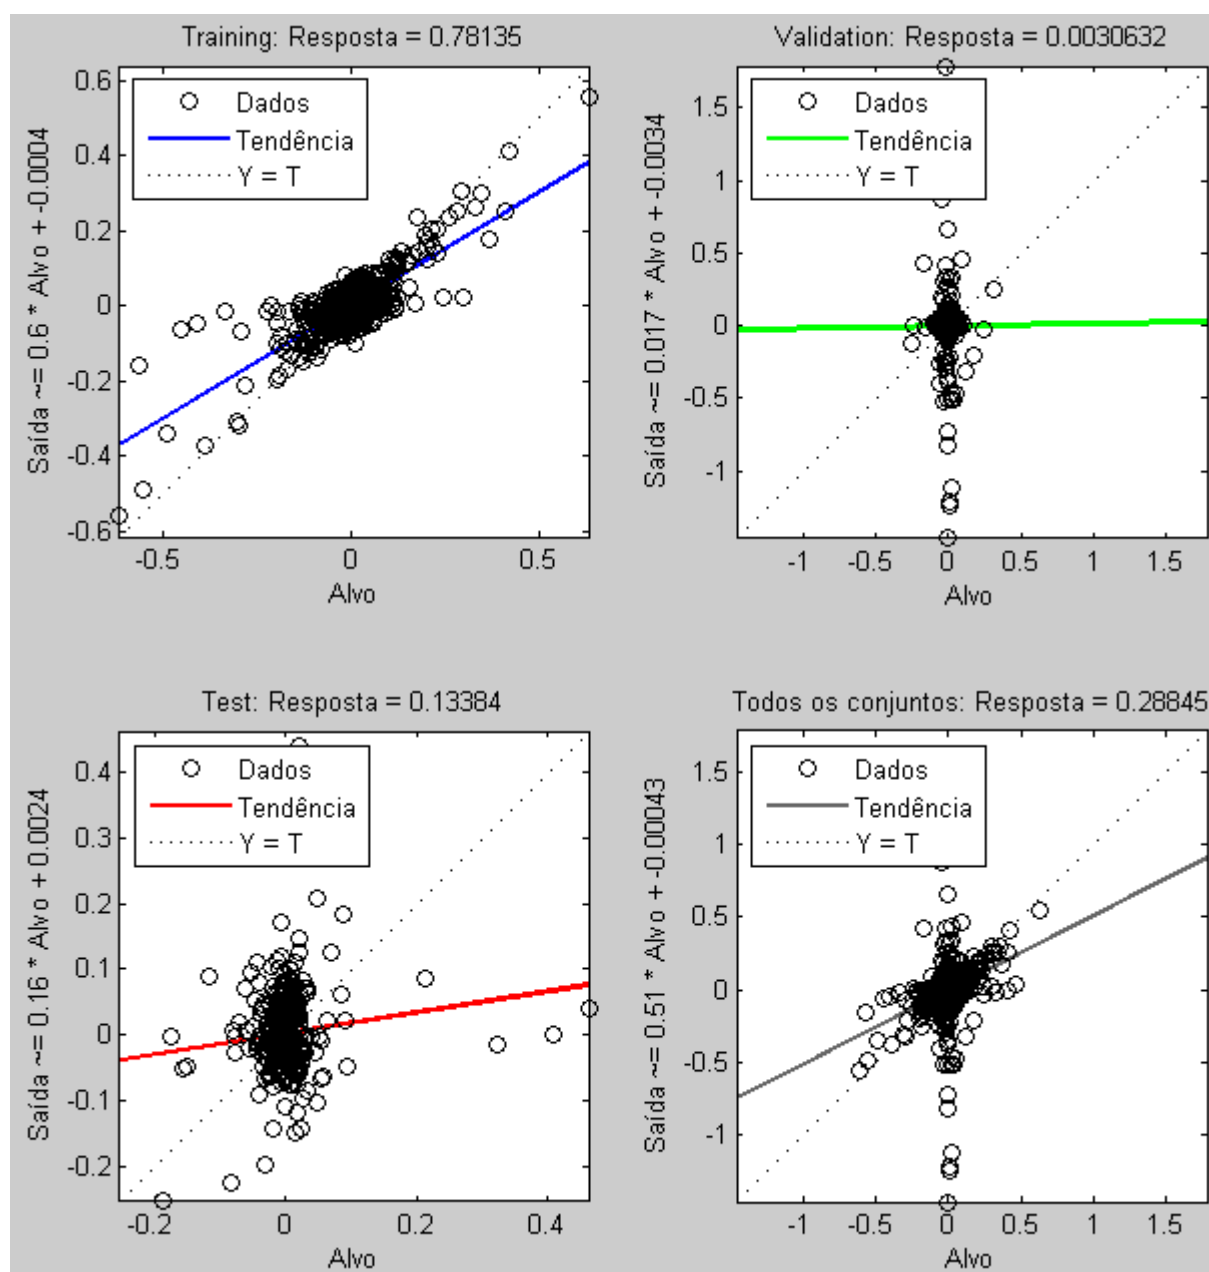 Training: Resposta = 0.78135
Saída ~= 0.6 * Alvo + -0.0004
0.6
0.4
0.2
0
-0.2
-0.4
-0.6
Dados
Tendência
Y = T
-0.5 0 0.5
Alvo
Validation: Resposta = 0.0030632
Saída ~= 0.017 * Alvo + -0.0034
1.5
1
0.5
0
-0.5
-1
Dados
Tendência
Y = T
-1 -0.5 0 0.5 1 1.5
Alvo
Test: Resposta = 0.13384
Saída ~= 0.16 * Alvo + 0.0024
0.4
0.3
0.2
0.1
0
-0.1
-0.2
Dados
Tendência
Y = T
-0.2 0 0.2 0.4
Alvo
Todos os conjuntos: Resposta = 0.28845
Saída ~= 0.51 * Alvo + -0.00043
1.5
1
0.5
0
-0.5
-1
Dados
Tendência
Y = T
-1 -0.5 0 0.5 1 1.5
Alvo